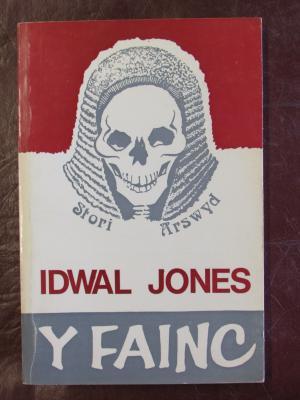 Stori Arswyd
IDWAL JONES
Y FAINC